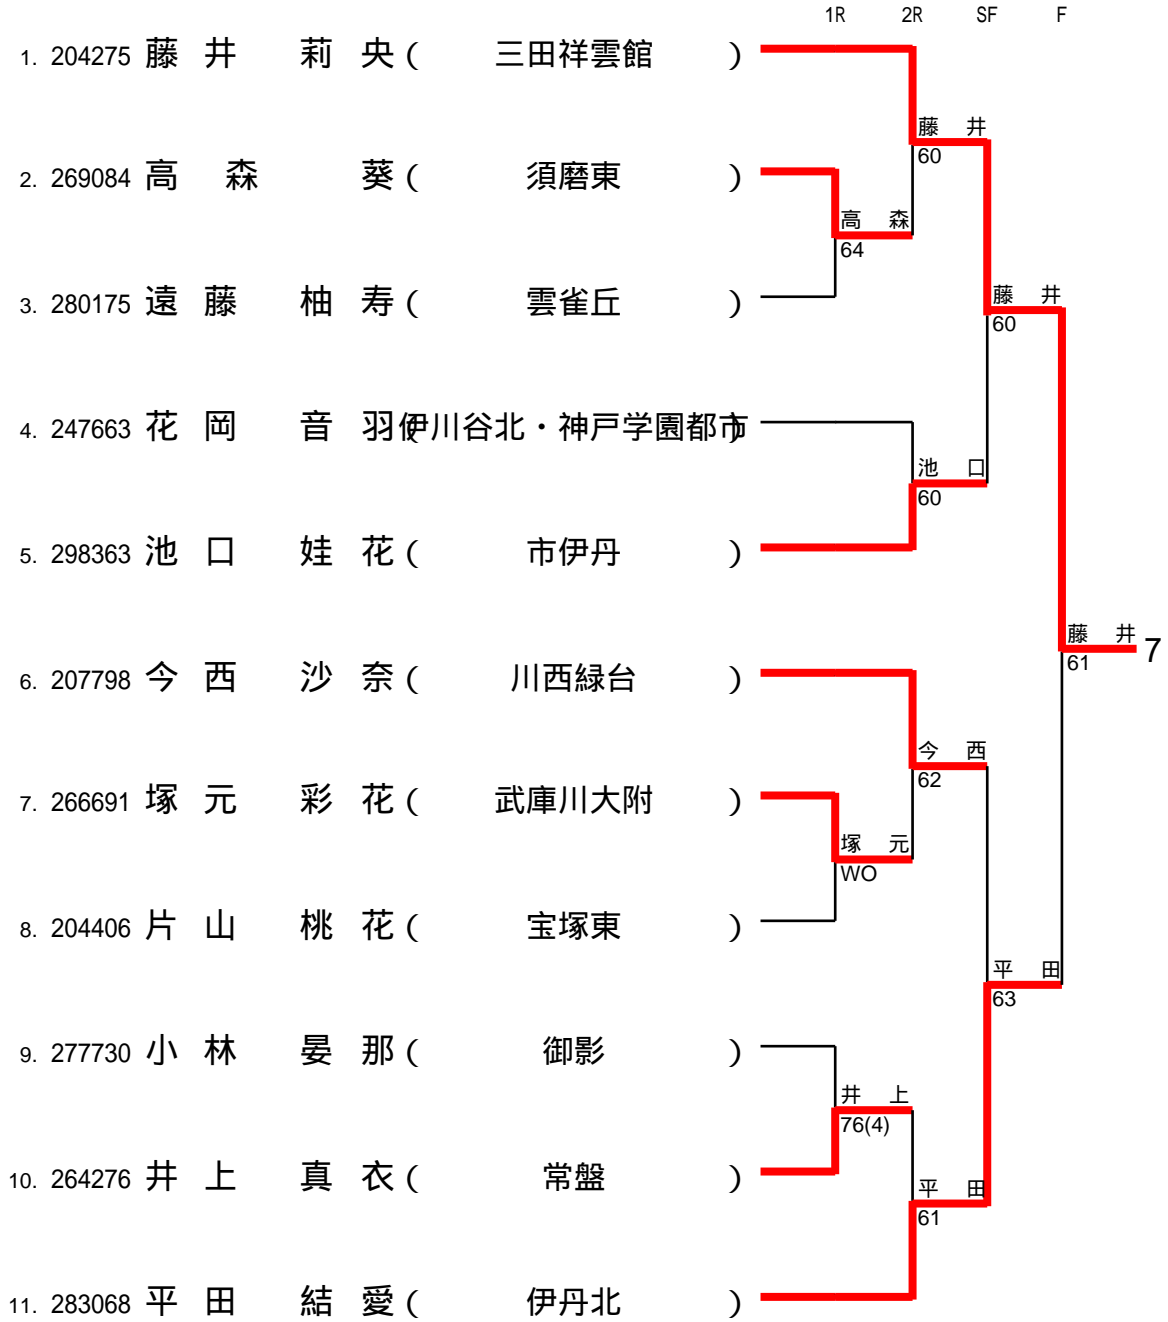 1R 2R SF F
1. 204275 藤井 莉央 ( 三田祥雲館 )
藤井
60
2. 269084 高森 葵 ( 須磨東 )
高森
64
3. 280175 遠藤 柚寿 ( 雲雀丘 )
藤井
60
4. 247663 花岡 音羽 ( 伊川谷北・神戸学園都市 )
池口
60
5. 298363 池口 娃花 ( 市伊丹 )
藤井 7
61
6. 207798 今西 沙奈 ( 川西緑台 )
今西
62
7. 266691 塚元 彩花 ( 武庫川大附 )
塚元
WO
8. 204406 片山 桃花 ( 宝塚東 )
平田
63
9. 277730 小林 晏那 ( 御影 )
井上
76(4)
10. 264276 井上 真衣 ( 常盤 )
平田
61
11. 283068 平田 結愛 ( 伊丹北 )